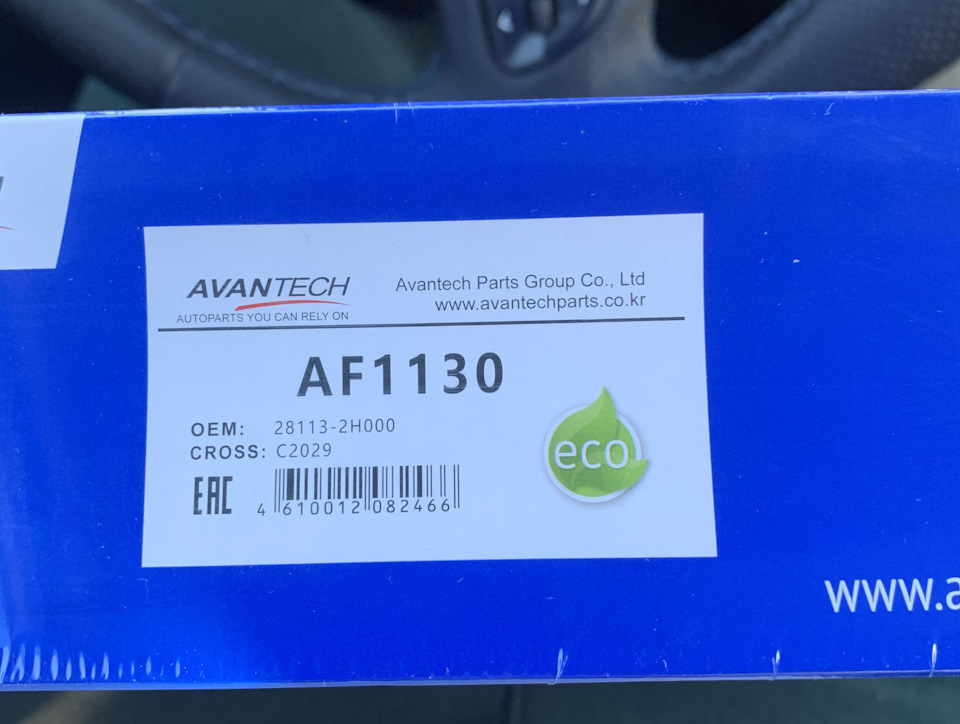 AVANTECH
AUTOPARTS YOU CAN RELY ON
Avantech Parts Group Co., Ltd
www.avantechparts.co.kr
AF1130
OEM: 28113-2H000
CROSS: C2029
EAC
4 610012 082466
eco
www.a